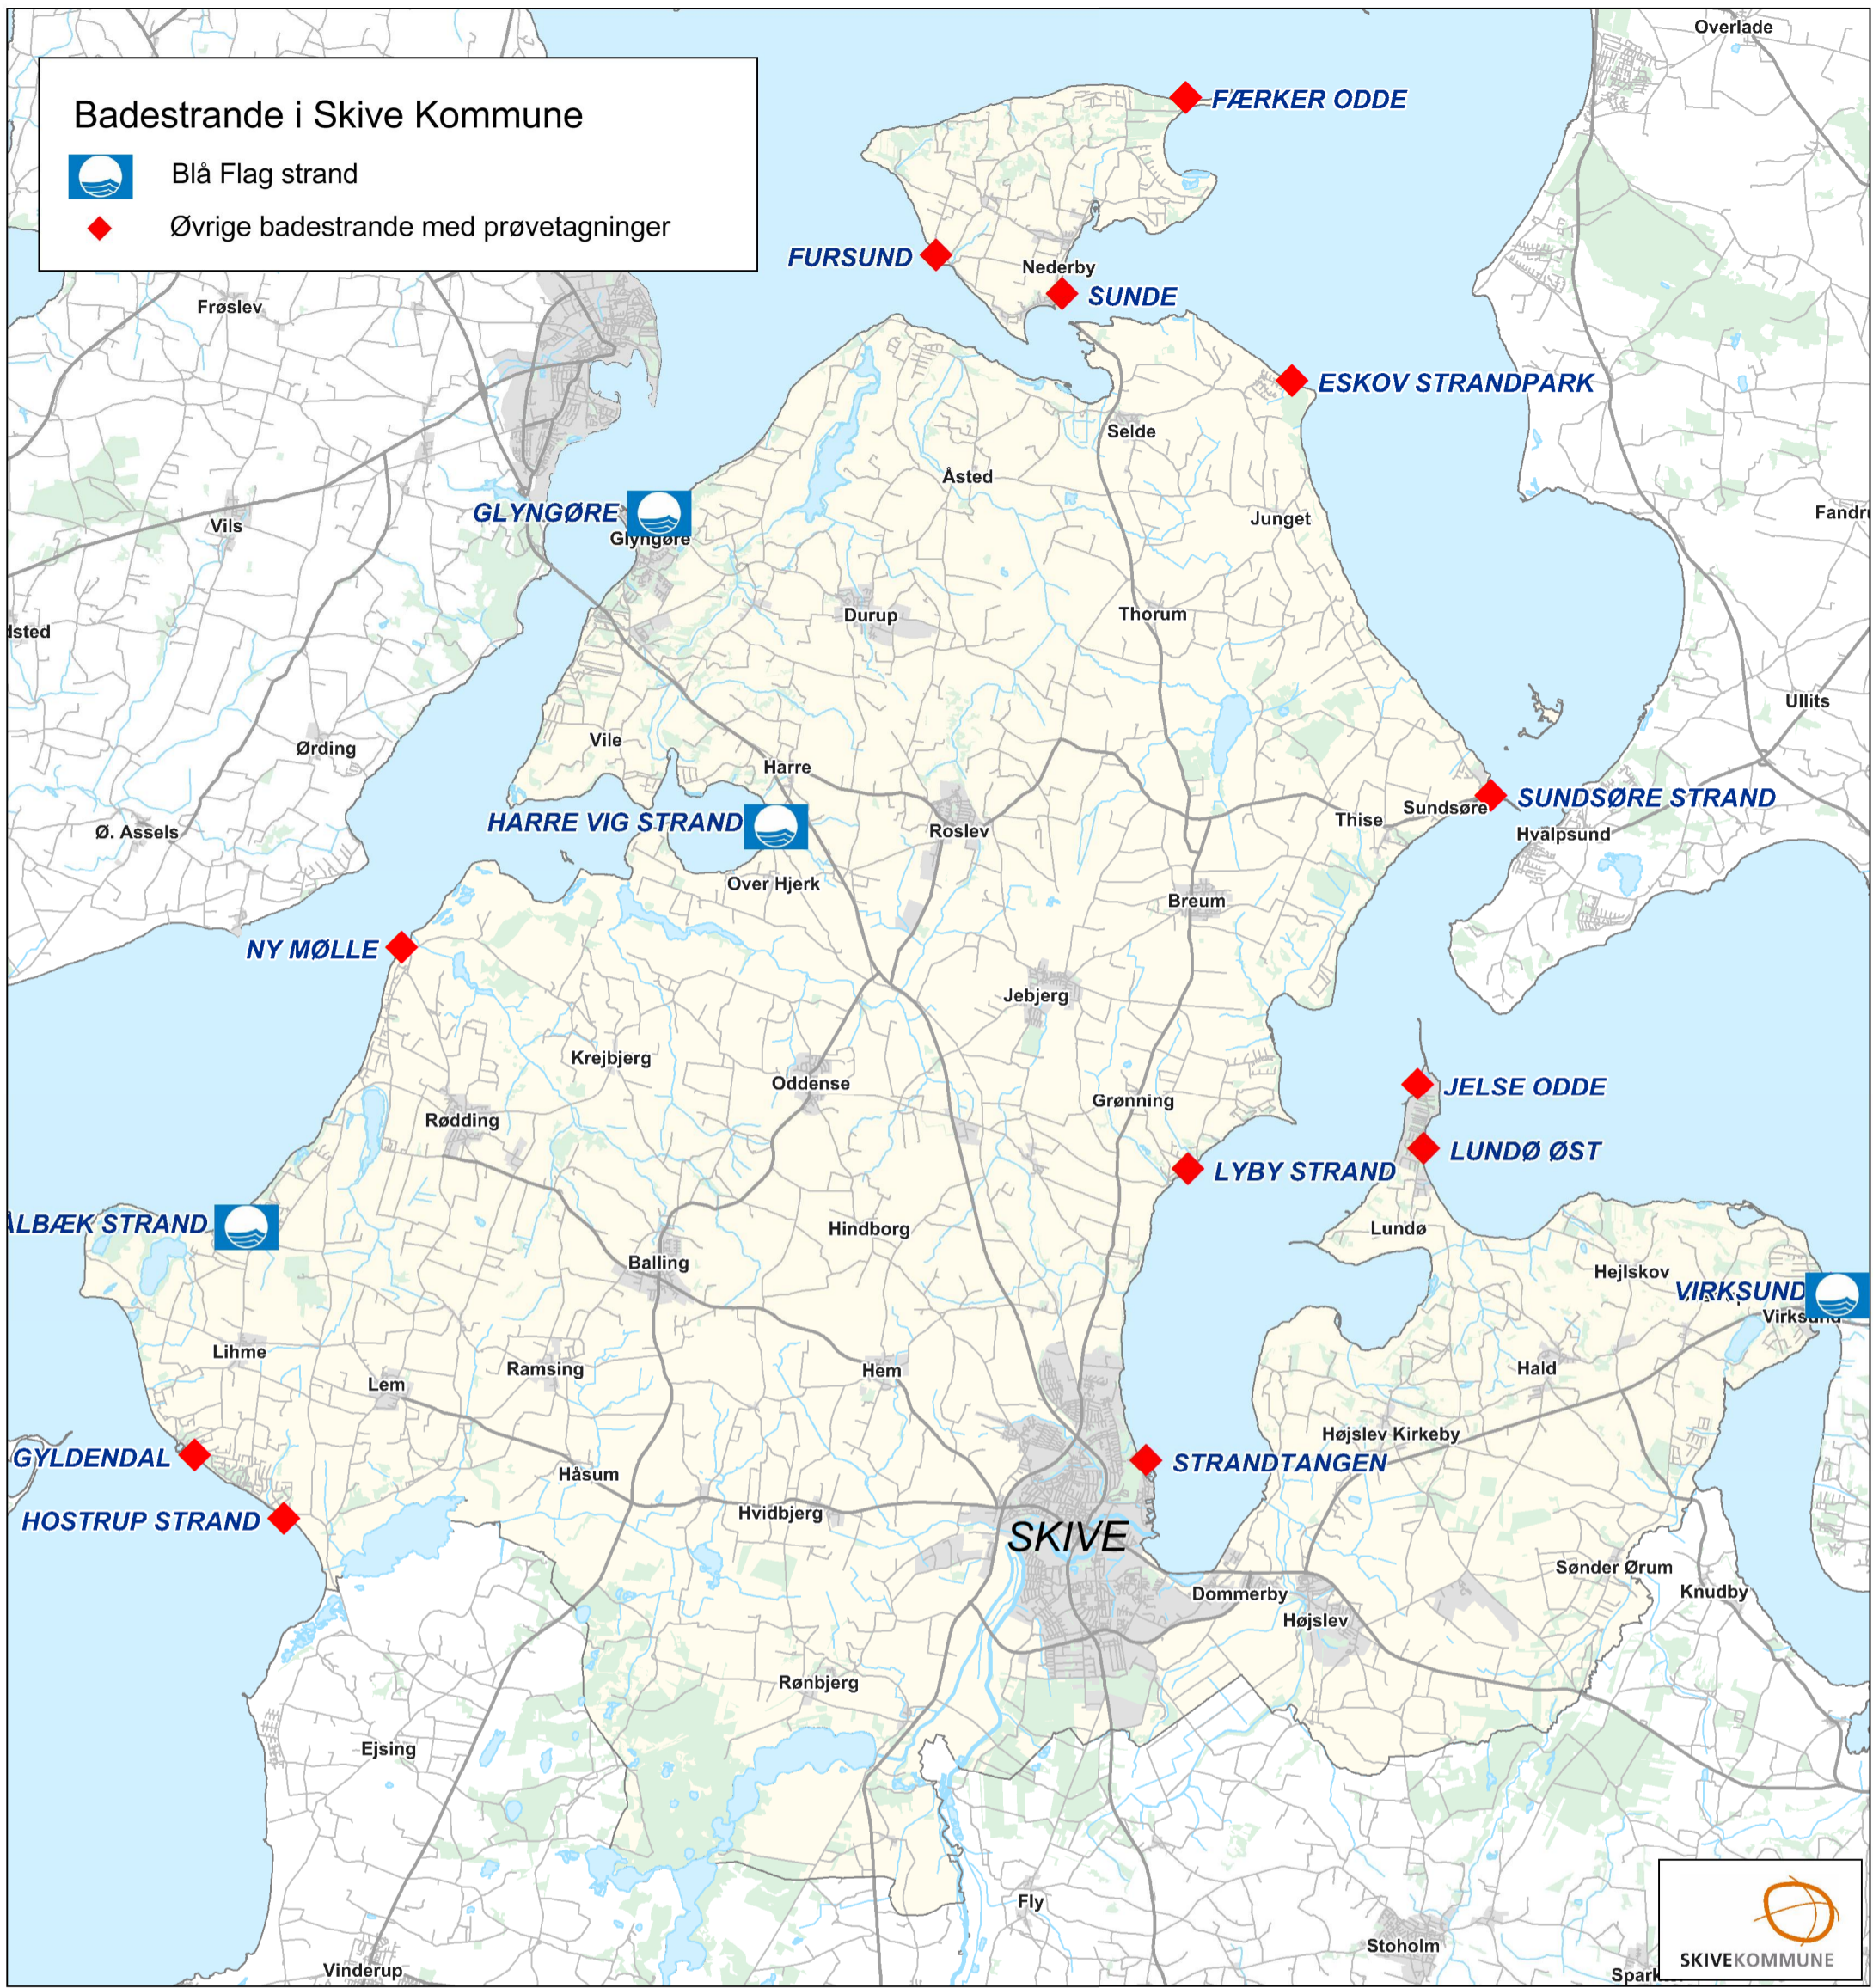 Badestrande i Skive Kommune
Blå Flag strand
Øvrige badestrande med prøvetagninger
Overlade
FÆRKER ODDE
FURSUND
Nederby
SUNDE
Frøslev
ESKOV STRANDPARK
Selde
Åsted
GLYNGØRE
Glyngøre
Vils
Junget
Durup
Thorum
Ullits
Ørding
Vile
Harre
HARRE VIG STRAND
Ø. Assels
Roslev
Thise
Sundsøre
SUNDSØRE STRAND
Hvalpsund
Over Hjerk
Breum
NY MØLLE
Jebjerg
Krejbjerg
Oddense
JELSE ODDE
Grønning
Rødding
LUNDØ ØST
LYBY STRAND
ALBÆK STRAND
Hindborg
Lundø
Balling
Hejlskov
VIRKSUND
Virksund
Lihme
Ramsing
Hem
Hald
Lem
Højslev Kirkeby
GYLDENDAL
STRANDTANGEN
Håsum
HOSTRUP STRAND
Hvidbjerg
SKIVE
Sønder Ørum
Dommerby
Knudby
Højslev
Rønbjerg
Ejsing
Fly
Stoholm
Vinderup
SKIVEKOMMUNE